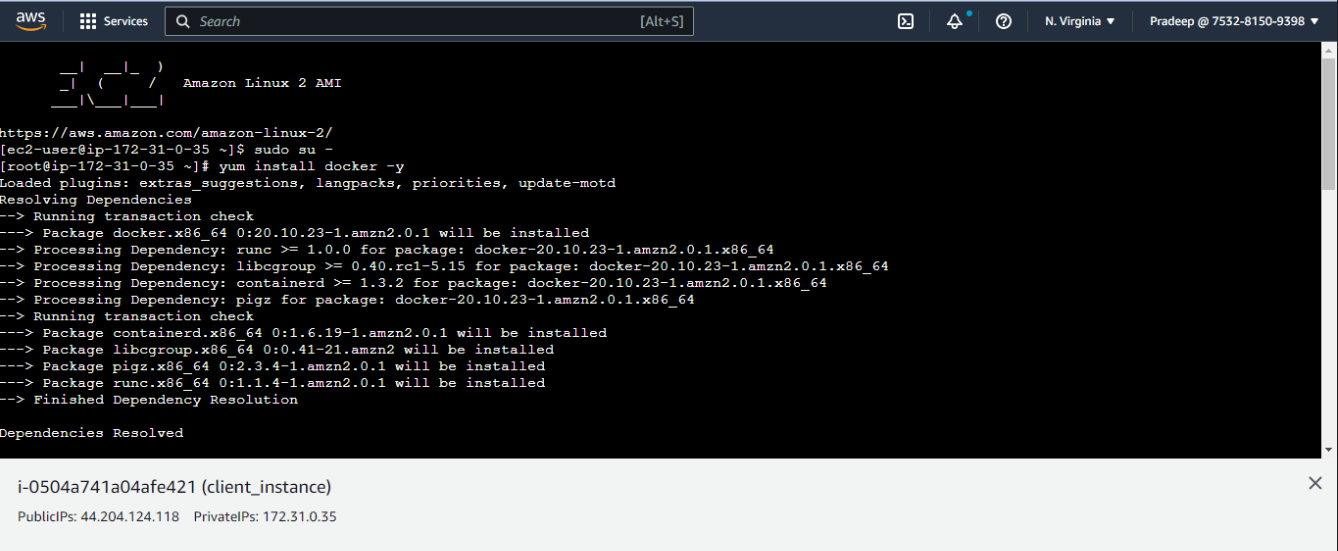 aws Services Search [Alt+S] N. Virginia Pradeep @ 7532-8150-9398
__|  __|_  )
_|  (     /   Amazon Linux 2 AMI
___|\___|___|
https://aws.amazon.com/amazon-linux-2/
[ec2-user@ip-172-31-0-35 ~]$ sudo su -
[root@ip-172-31-0-35 ~]# yum install docker -y
Loaded plugins: extras_suggestions, langpacks, priorities, update-motd
Resolving Dependencies
--> Running transaction check
---> Package docker.x86_64 0:20.10.23-1.amzn2.0.1 will be installed
--> Processing Dependency: runc >= 1.0.0 for package: docker-20.10.23-1.amzn2.0.1.x86_64
--> Processing Dependency: libcgroup >= 0.40.rc1-5.15 for package: docker-20.10.23-1.amzn2.0.1.x86_64
--> Processing Dependency: containerd >= 1.3.2 for package: docker-20.10.23-1.amzn2.0.1.x86_64
--> Processing Dependency: pigz for package: docker-20.10.23-1.amzn2.0.1.x86_64
--> Running transaction check
---> Package containerd.x86_64 0:1.6.19-1.amzn2.0.1 will be installed
---> Package libcgroup.x86_64 0:0.41-21.amzn2 will be installed
---> Package pigz.x86_64 0:2.3.4-1.amzn2.0.1 will be installed
---> Package runc.x86_64 0:1.1.4-1.amzn2.0.1 will be installed
--> Finished Dependency Resolution
Dependencies Resolved
i-0504a741a04afe421 (client_instance)
PublicIPs: 44.204.124.118 PrivateIPs: 172.31.0.35